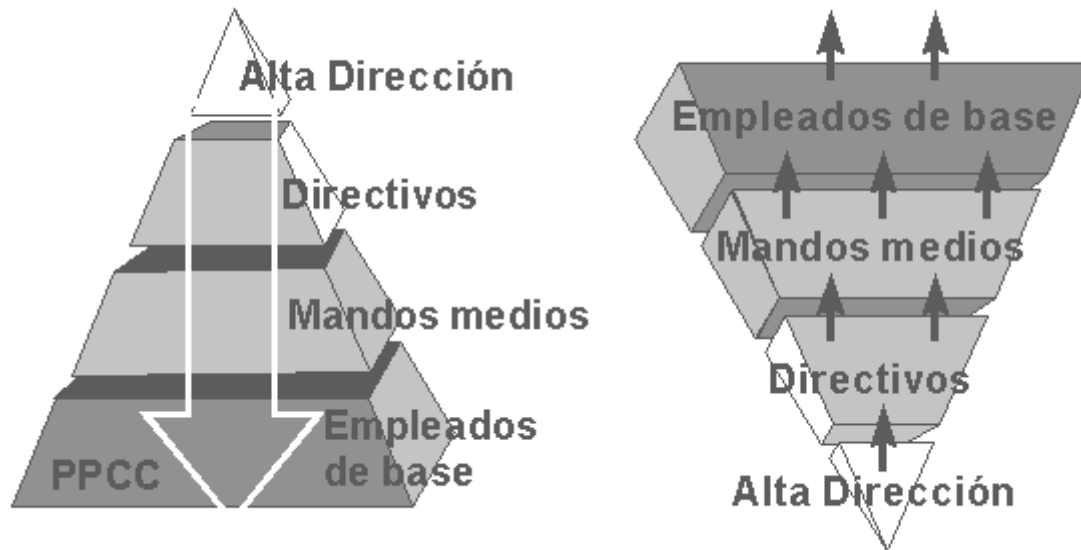 Alta Dirección
Directivos
Mandos medios
Empleados
de base
PPCC
Empleados de base
Mandos medios
Directivos
Alta Dirección